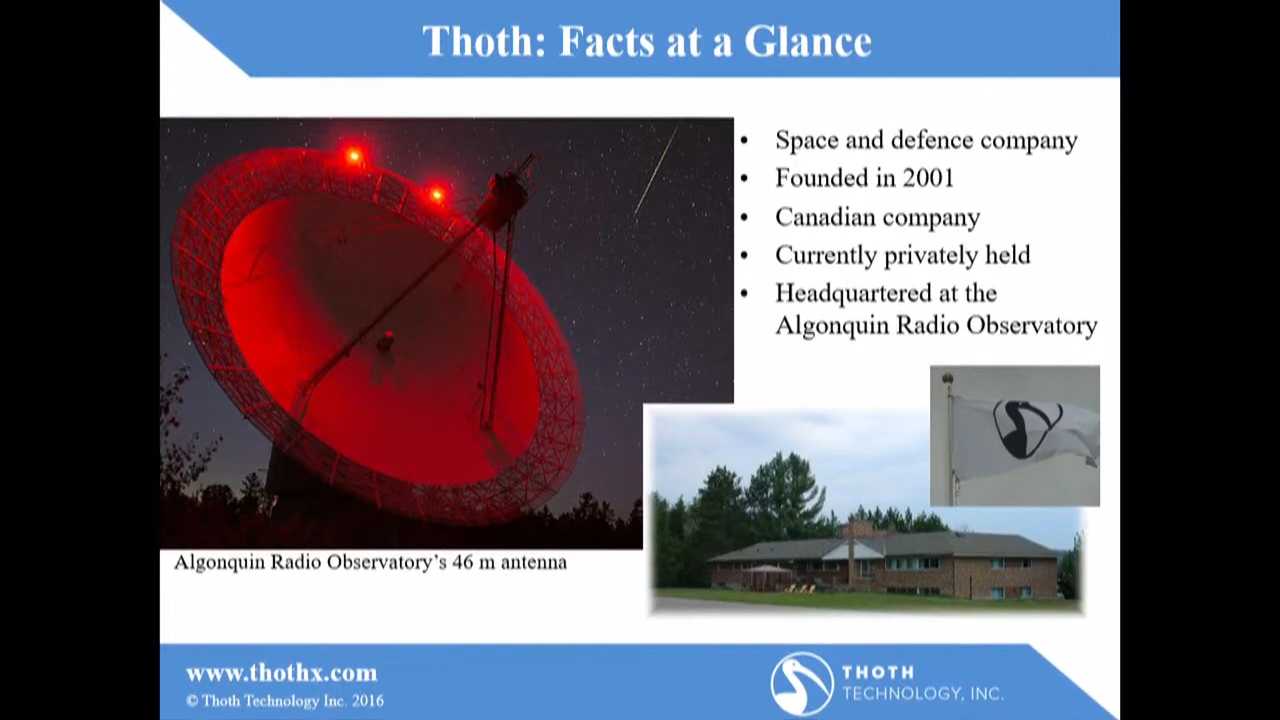 Thoth: Facts at a Glance
• Space and defence company
• Founded in 2001
• Canadian company
• Currently privately held
• Headquartered at the
Algonquin Radio Observatory
Algonquin Radio Observatory's 46 m antenna
www.thothx.com
© Thoth Technology Inc. 2016
THOTH
TECHNOLOGY, INC.